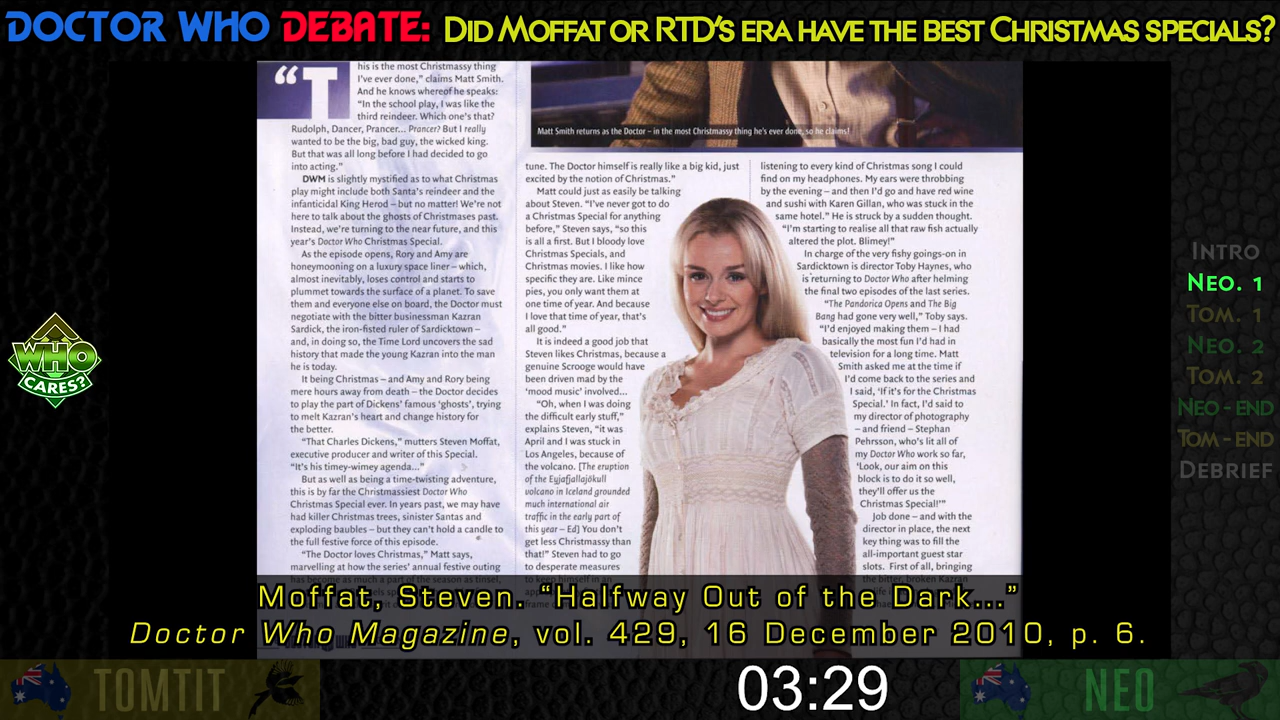 DOCTOR WHO DEBATE: DID MOFFAT OR RTD'S ERA HAVE THE BEST CHRISTMAS SPECIALS?
"T
his is the most Christmassy thing
I've ever done," claims Matt Smith.
And he knows whereof he speaks:
"In the school play, I was like the
third reindeer. Which one's that?
Rudolph, Dancer, Prancer... Prancer? But I really
wanted to be the big, bad guy, the wicked king.
But that was all long before I had decided to go
into acting."
DWM is slightly mystified as to what Christmas
play might include both Santa's reindeer and the
infanticidal King Herod – but no matter! We're not
here to talk about the ghosts of Christmases past.
Instead, we're turning to the near future, and this
year's Doctor Who Christmas Special.
As the episode opens, Rory and Amy are
honeymooning on a luxury space liner – which,
almost inevitably, loses control and starts to
plummet towards the surface of a planet. To save
them and everyone else on board, the Doctor must
negotiate with the bitter businessman Kazran
Sardick, the iron-fisted ruler of Sardicktown –
and, in doing so, the Time Lord uncovers the sad
history that made the young Kazran into the man
he is today.
It being Christmas – and Amy and Rory being
mere hours away from death – the Doctor decides
to play the part of Dickens' famous 'ghosts', trying
to melt Kazran's heart and change history for
the better.
"That Charles Dickens," mutters Steven Moffat,
executive producer and writer of this Special.
"It's his timey-wimey agenda..."
But as well as being a time-twisting adventure,
this is by far the Christmassiest Doctor Who
Christmas Special ever. In years past, we may have
had killer Christmas trees, sinister Santas and
exploding baubles – but they can't hold a candle to
the full festive force of this episode.
"The Doctor loves Christmas," Matt says,
marvelling at how the series' annual festive outing
has become as much a part of the season as tinsel,
Matt Smith returns as the Doctor – in the most Christmassy thing he's ever done, so he claims!
tune. The Doctor himself is really like a big kid, just
excited by the notion of Christmas."
Matt could just as easily be talking
about Steven. "I've never got to do
a Christmas Special for anything
before," Steven says, "so this
is all a first. But I bloody love
Christmas Specials, and
Christmas movies. I like how
specific they are. Like mince
pies, you only want them at
one time of year. And because
I love that time of year, that's
all good."
It is indeed a good job that
Steven likes Christmas, because a
genuine Scrooge would have
been driven mad by the
'mood music' involved...
"Oh, when I was doing
the difficult early stuff,"
explains Steven, "it was
April and I was stuck in
Los Angeles, because of
the volcano. [The eruption
of the Eyjafjallajökull
volcano in Iceland grounded
much international air
traffic in the early part of
this year – Ed] You don't
get less Christmassy than
that!" Steven had to go
to desperate measures
to keep himself in an
listening to every kind of Christmas song I could
find on my headphones. My ears were throbbing
by the evening – and then I'd go and have red wine
and sushi with Karen Gillan, who was stuck in the
same hotel." He is struck by a sudden thought.
"I'm starting to realise all that raw fish actually
altered the plot. Blimey!"
In charge of the very fishy goings-on in
Sardicktown is director Toby Haynes, who
is returning to Doctor Who after helming
the final two episodes of the last series.
"The Pandorica Opens and The Big
Bang had gone very well," Toby says.
"I'd enjoyed making them – I had
basically the most fun I'd had in
television for a long time. Matt
Smith asked me at the time if
I'd come back to the series and
I said, 'If it's for the Christmas
Special.' In fact, I'd said to
my director of photography
– and friend – Stephan
Pehrsson, who's lit all of
my Doctor Who work so far,
'Look, our aim on this
block is to do it so well,
they'll offer us the
Christmas Special!'"
Job done – and with the
director in place, the next
key thing was to fill the
all-important guest star
slots. First of all, bringing
the bitter, broken Kazran
Moffat, Steven. "Halfway Out of the Dark..."
Doctor Who Magazine, vol. 429, 16 December 2010, p. 6.
WHO
CARES?
INTRO
NEO. 1
TOM. 1
NEO. 2
TOM. 2
NEO - END
TOM - END
DEBRIEF
TOMTIT
03:29
NEO